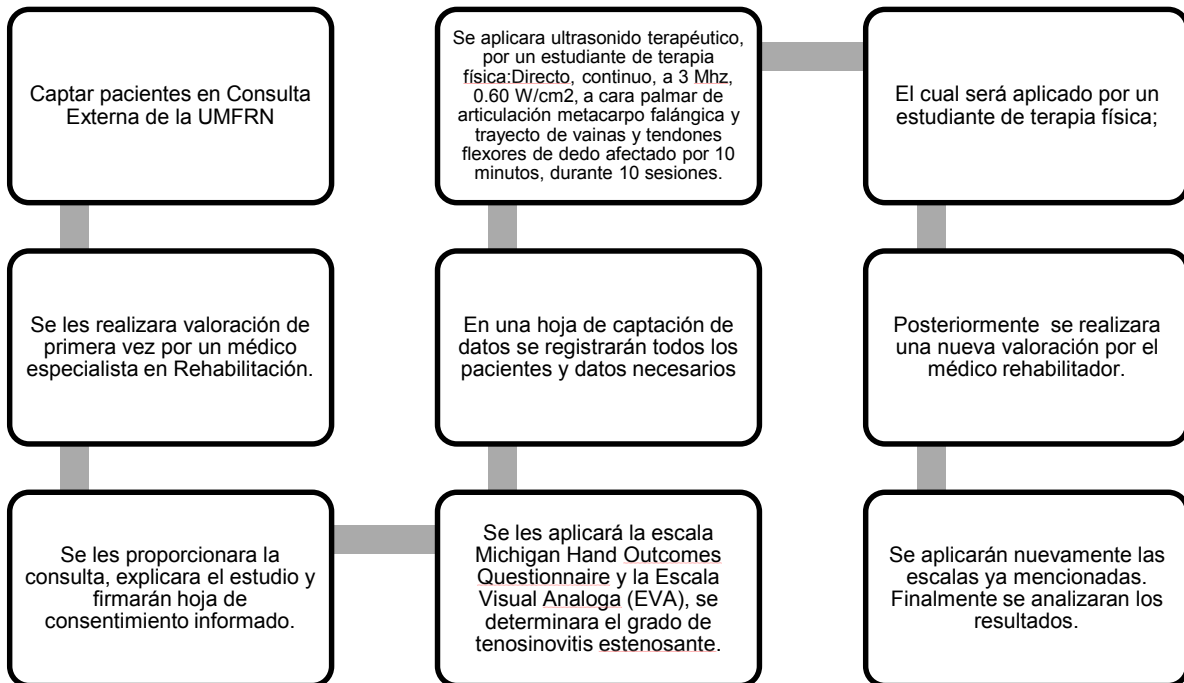 Captar pacientes en Consulta
Externa de la UMFRN
Se les realizara valoración de
primera vez por un médico
especialista en Rehabilitación.
Se les proporcionara la
consulta, explicara el estudio y
firmarán hoja de
consentimiento informado.
Se les aplicará la escala
Michigan Hand Outcomes
Questionnaire y la Escala
Visual Analoga (EVA), se
determinara el grado de
tenosinovitis estenosante.
En una hoja de captación de
datos se registrarán todos los
pacientes y datos necesarios
Se aplicara ultrasonido terapéutico,
por un estudiante de terapia
física:Directo, continuo, a 3 Mhz,
0.60 W/cm2, a cara palmar de
articulación metacarpo falángica y
trayecto de vainas y tendones
flexores de dedo afectado por 10
minutos, durante 10 sesiones.
El cual será aplicado por un
estudiante de terapia física;
Posteriormente  se realizara
una nueva valoración por el
médico rehabilitador.
Se aplicarán nuevamente las
escalas ya mencionadas.
Finalmente se analizaran los
resultados.